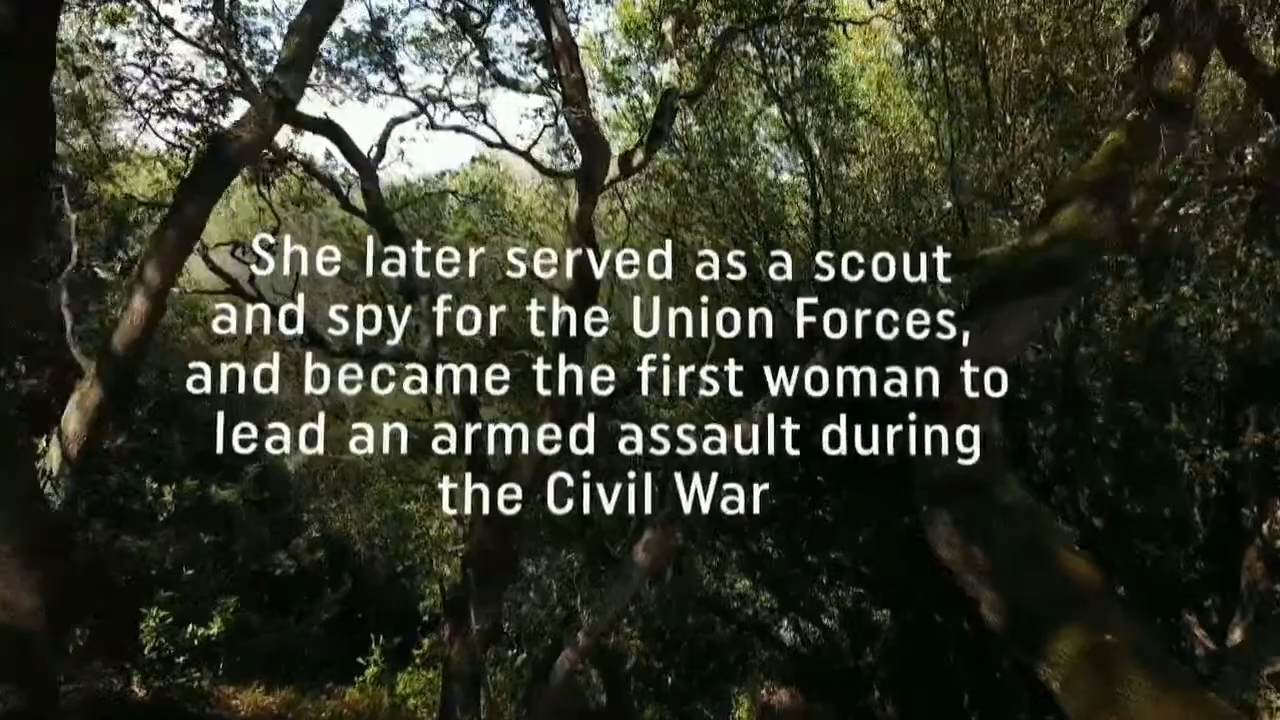 She later served as a scout
and spy for the Union Forces,
and became the first woman to
lead an armed assault during
the Civil War